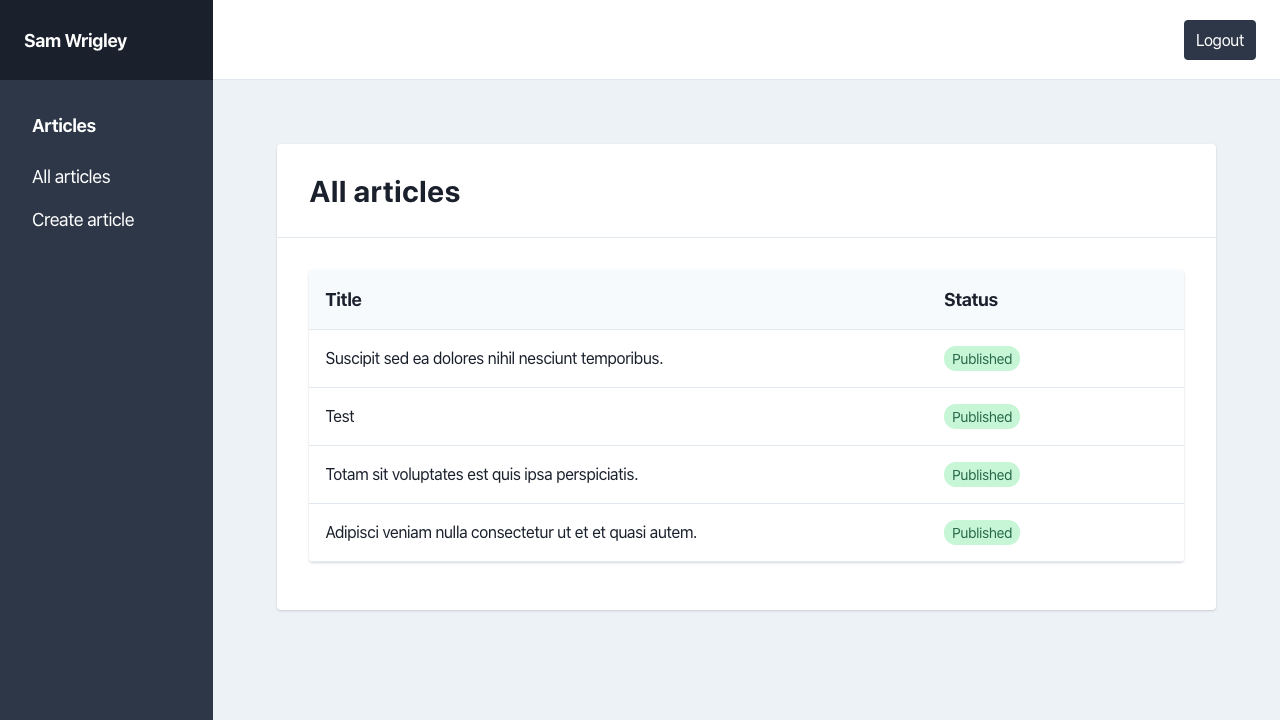 Sam Wrigley
Logout
Articles
All articles
Create article
All articles
Title Status
Suscipit sed ea dolores nihil nesciunt temporibus. Published
Test Published
Totam sit voluptates est quis ipsa perspiciatis. Published
Adipisci veniam nulla consectetur ut et et quasi autem. Published